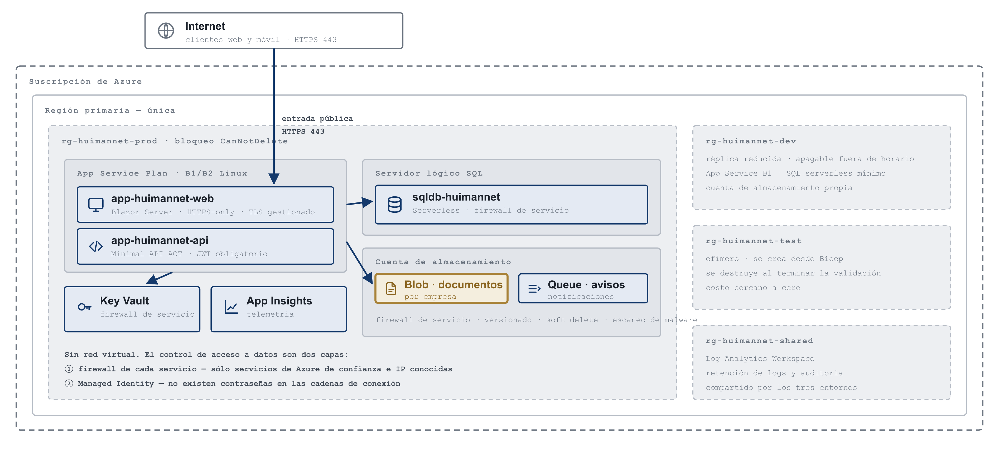 Internet
clientes web y móvil · HTTPS 443
Suscripción de Azure
Región primaria — única
entrada pública
HTTPS 443
rg-huimannet-prod · bloqueo CanNotDelete
App Service Plan · B1/B2 Linux
app-huimannet-web
Blazor Server · HTTPS-only · TLS gestionado
app-huimannet-api
Minimal API AOT · JWT obligatorio
Servidor lógico SQL
sqldb-huimannet
Serverless · firewall de servicio
Cuenta de almacenamiento
Blob · documentos
por empresa
Queue · avisos
notificaciones
firewall de servicio · versionado · soft delete · escaneo de malware
Key Vault
firewall de servicio
App Insights
telemetría
Sin red virtual. El control de acceso a datos son dos capas:
① firewall de cada servicio — sólo servicios de Azure de confianza e IP conocidas
② Managed Identity — no existen contraseñas en las cadenas de conexión
rg-huimannet-dev
réplica reducida · apagable fuera de horario
App Service B1 · SQL serverless mínimo
cuenta de almacenamiento propia
rg-huimannet-test
efímero · se crea desde Bicep
se destruye al terminar la validación
costo cercano a cero
rg-huimannet-shared
Log Analytics Workspace
retención de logs y auditoría
compartido por los tres entornos